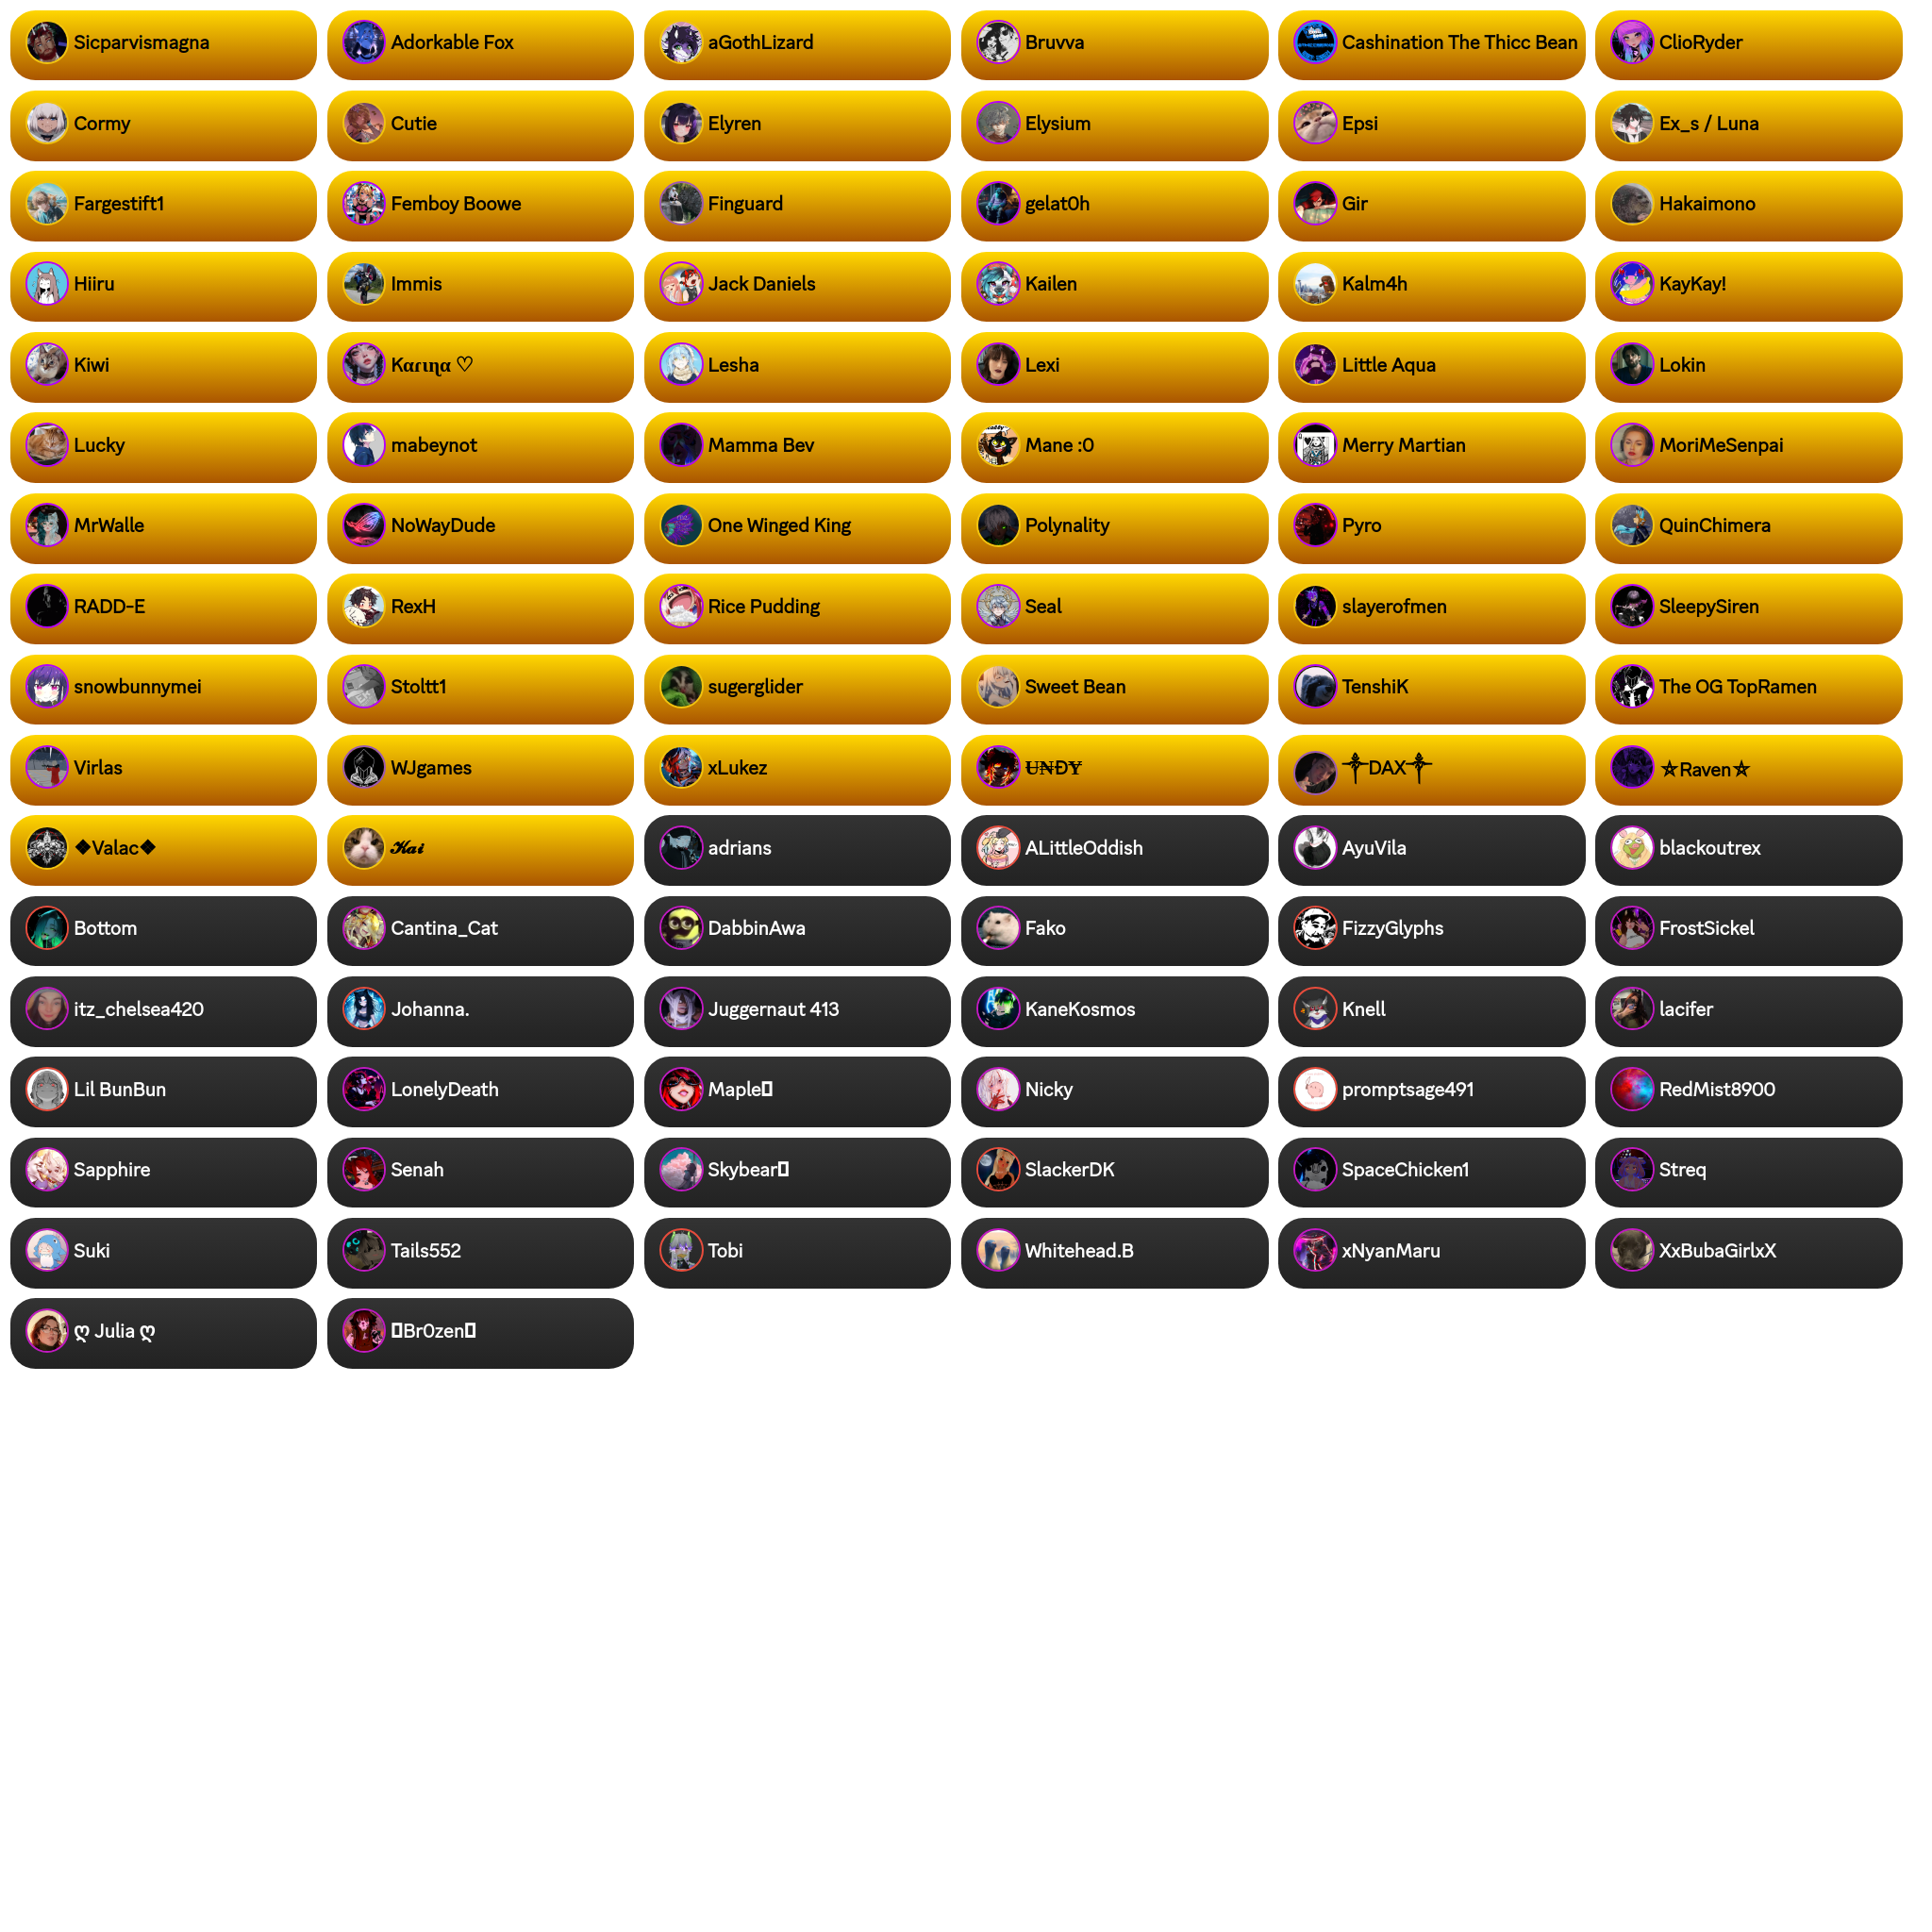 Sicparvismagna
Adorkable Fox
aGothLizard
Bruvva
Cashination The Thicc Bean
ClioRyder
Cormy
Cutie
Elyren
Elysium
Epsi
Ex_s / Luna
Fargestift1
Femboy Boowe
Finguard
gelat0h
Gir
Hakaimono
Hiiru
Immis
Jack Daniels
Kailen
Kalm4h
KayKay!
Kiwi
Kαɾιɳα ♡
Lesha
Lexi
Little Aqua
Lokin
Lucky
mabeynot
Mamma Bev
Mane :0
Merry Martian
MoriMeSenpai
MrWalle
NoWayDude
One Winged King
Polynality
Pyro
QuinChimera
RADD-E
RexH
Rice Pudding
Seal
slayerofmen
SleepySiren
snowbunnymei
Stoltt1
sugerglider
Sweet Bean
TenshiK
The OG TopRamen
Virlas
WJgames
xLukez
U̶N̶ĐY̶
༒DAX༒
⛤Raven⛤
◆Valac◆
𝓚𝓪𝓲
adrians
ALittleOddish
AyuVila
blackoutrex
Bottom
Cantina_Cat
DabbinAwa
Fako
FizzyGlyphs
FrostSickel
itz_chelsea420
Johanna.
Juggernaut 413
KaneKosmos
Knell
lacifer
Lil BunBun
LonelyDeath
Maple
Nicky
promptsage491
RedMist8900
Sapphire
Senah
Skybear
SlackerDK
SpaceChicken1
Streq
Suki
Tails552
Tobi
Whitehead.B
xNyanMaru
XxBubaGirlxX
ღ Julia ღ
Br0zen